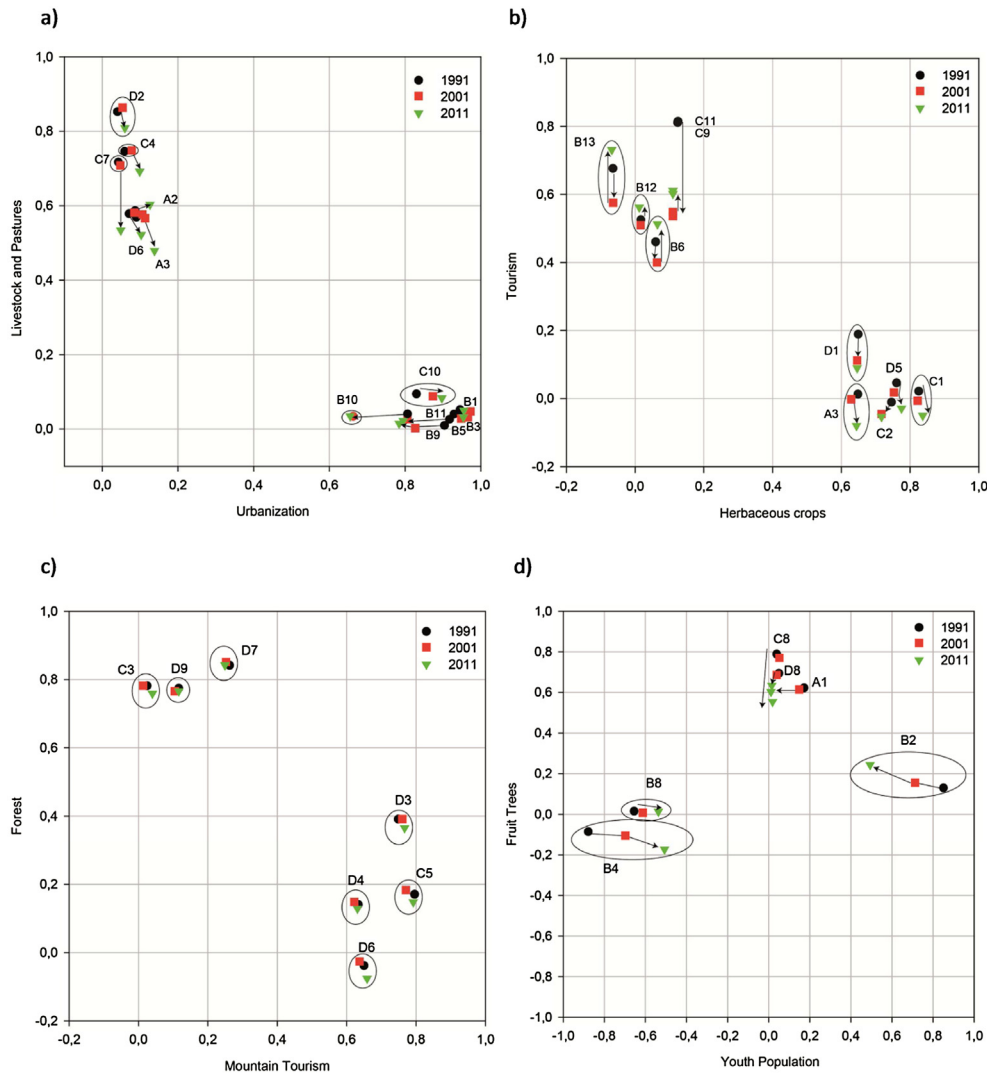 a)
1,0
0,8
0,6
0,4
0,2
0,0
Livestock and Pastures
0,0
0,2
0,4
0,6
0,8
1,0
Urbanization
1991
2001
2011
D2
C4
C7
A2
D6
A3
C10
B10
B11
B1
B9
B5
B3
b)
1,0
0,8
0,6
0,4
0,2
0,0
-0,2
Tourism
-0,2
0,0
0,2
0,4
0,6
0,8
1,0
Herbaceous crops
1991
2001
2011
C11
C9
B13
B12
B6
D1
D5
C1
A3
C2
c)
1,0
0,8
0,6
0,4
0,2
0,0
-0,2
Forest
-0,2
0,0
0,2
0,4
0,6
0,8
1,0
Mountain Tourism
1991
2001
2011
C3
D9
D7
D3
D4
C5
D6
d)
1,0
0,8
0,6
0,4
0,2
0,0
-0,2
-0,4
-0,6
-0,8
-1,0
Fruit Trees
-1,0
-0,8
-0,6
-0,4
-0,2
0,0
0,2
0,4
0,6
0,8
1,0
Youth Population
1991
2001
2011
C8
D8
A1
B2
B8
B4